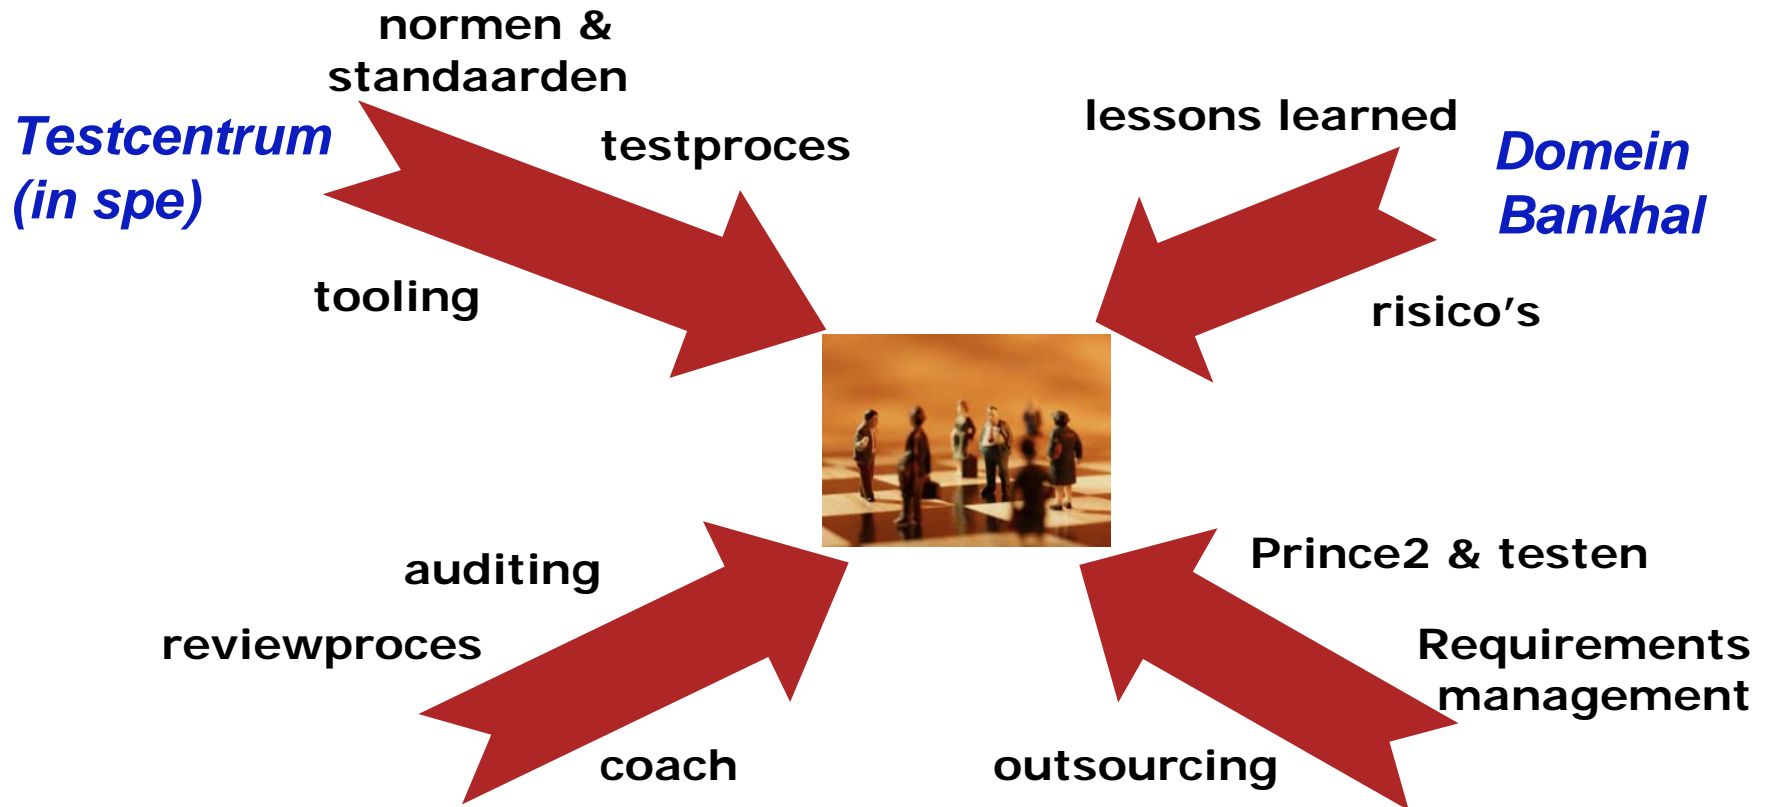 normen &
standaarden
Testcentrum
(in spe)
testproces
tooling
lessons learned
Domein
Bankhal
risico's
auditing
reviewproces
coach
Prince2 & testen
Requirements
management
outsourcing